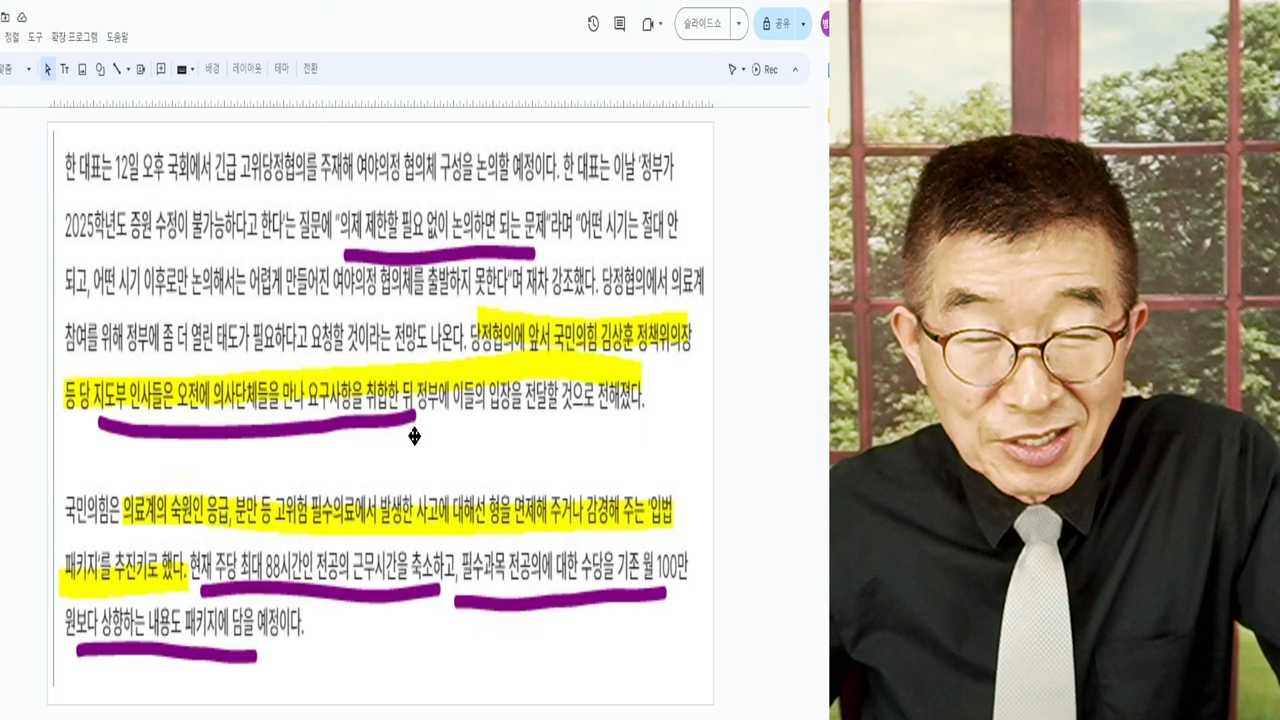 정렬 도구 확장 프로그램 도움말
슬라이드쇼
공유
맞춤
Tт
배경
레이아웃
테마
전환
Rec
한 대표는 12일 오후 국회에서 긴급 고위당정협의를 주재해 여야의정 협의체 구성을 논의할 예정이다. 한 대표는 이날 '정부가
2025학년도 증원 수정이 불가능하다고 한다'는 질문에 "의제 제한할 필요 없이 논의하면 되는 문제"라며 "어떤 시기는 절대 안
되고, 어떤 시기 이후로만 논의해서는 어렵게 만들어진 여야의정 협의체를 출발하지 못한다"며 재차 강조했다. 당정협의에서 의료계
참여를 위해 정부에 좀 더 열린 태도가 필요하다고 요청할 것이라는 전망도 나온다. 당정협의에 앞서 국민의힘 김상훈 정책위의장
등 당 지도부 인사들은 오전에 의사단체들을 만나 요구사항을 취합한 뒤 정부에 이들의 입장을 전달할 것으로 전해졌다.
국민의힘은 의료계의 숙원인 응급, 분만 등 고위험 필수의료에서 발생한 사고에 대해선 형을 면제해 주거나 감경해 주는 '입법
패키지'를 추진키로 했다. 현재 주당 최대 88시간인 전공의 근무시간을 축소하고, 필수과목 전공의에 대한 수당을 기존 월 100만
원보다 상향하는 내용도 패키지에 담을 예정이다.